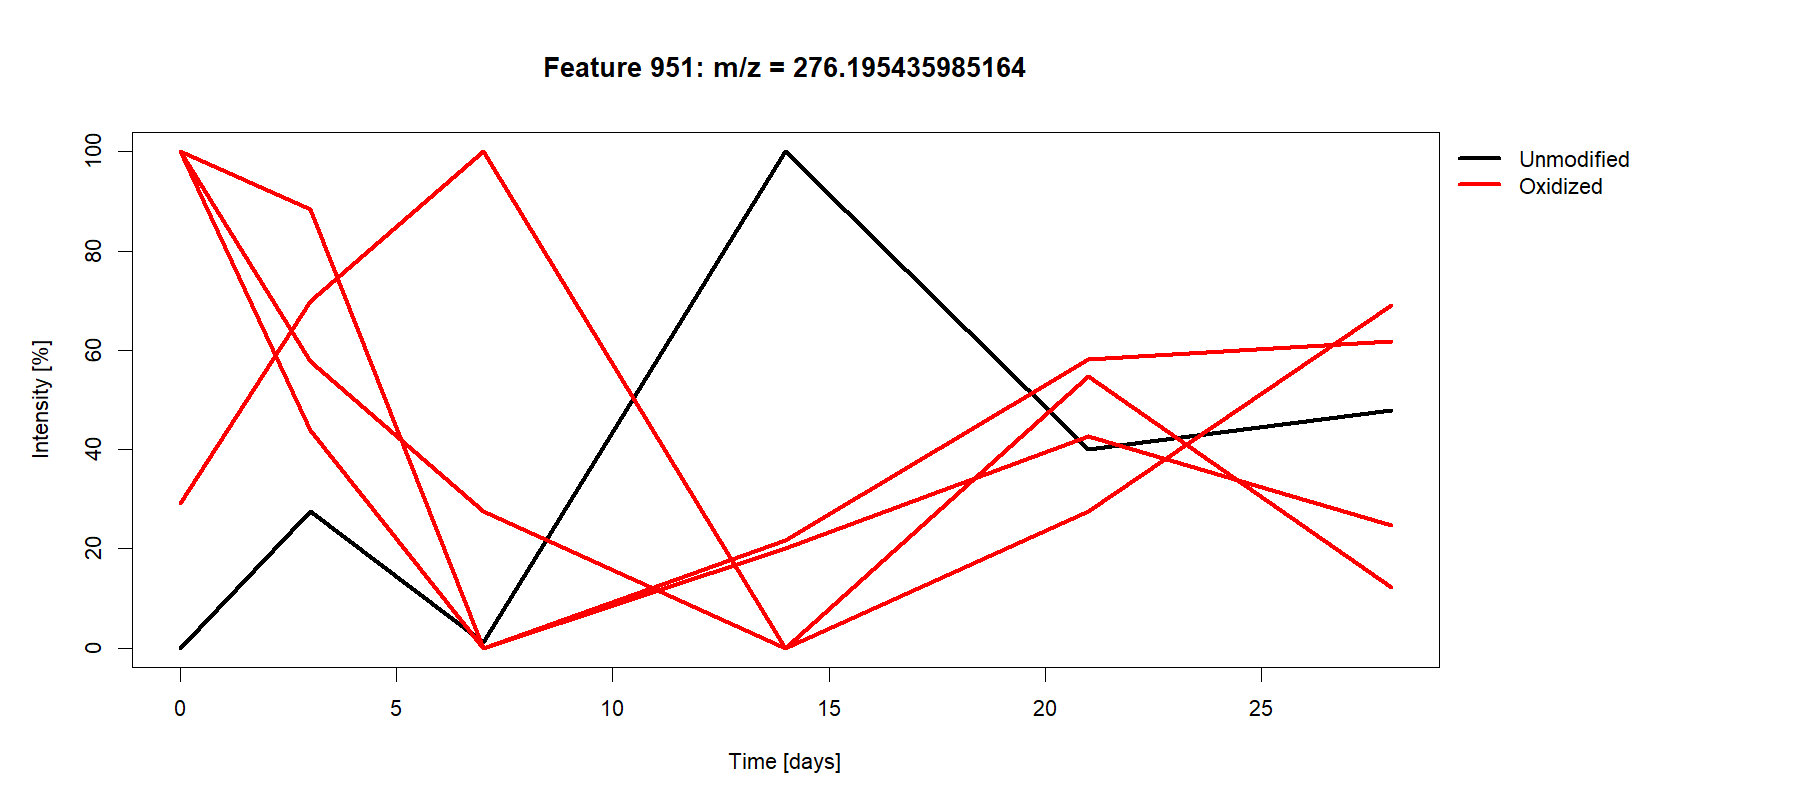 Feature 951: m/z = 276.195435985164
Unmodified
Oxidized
Intensity [%]
100
80
60
40
20
0
0 5 10 15 20 25
Time [days]